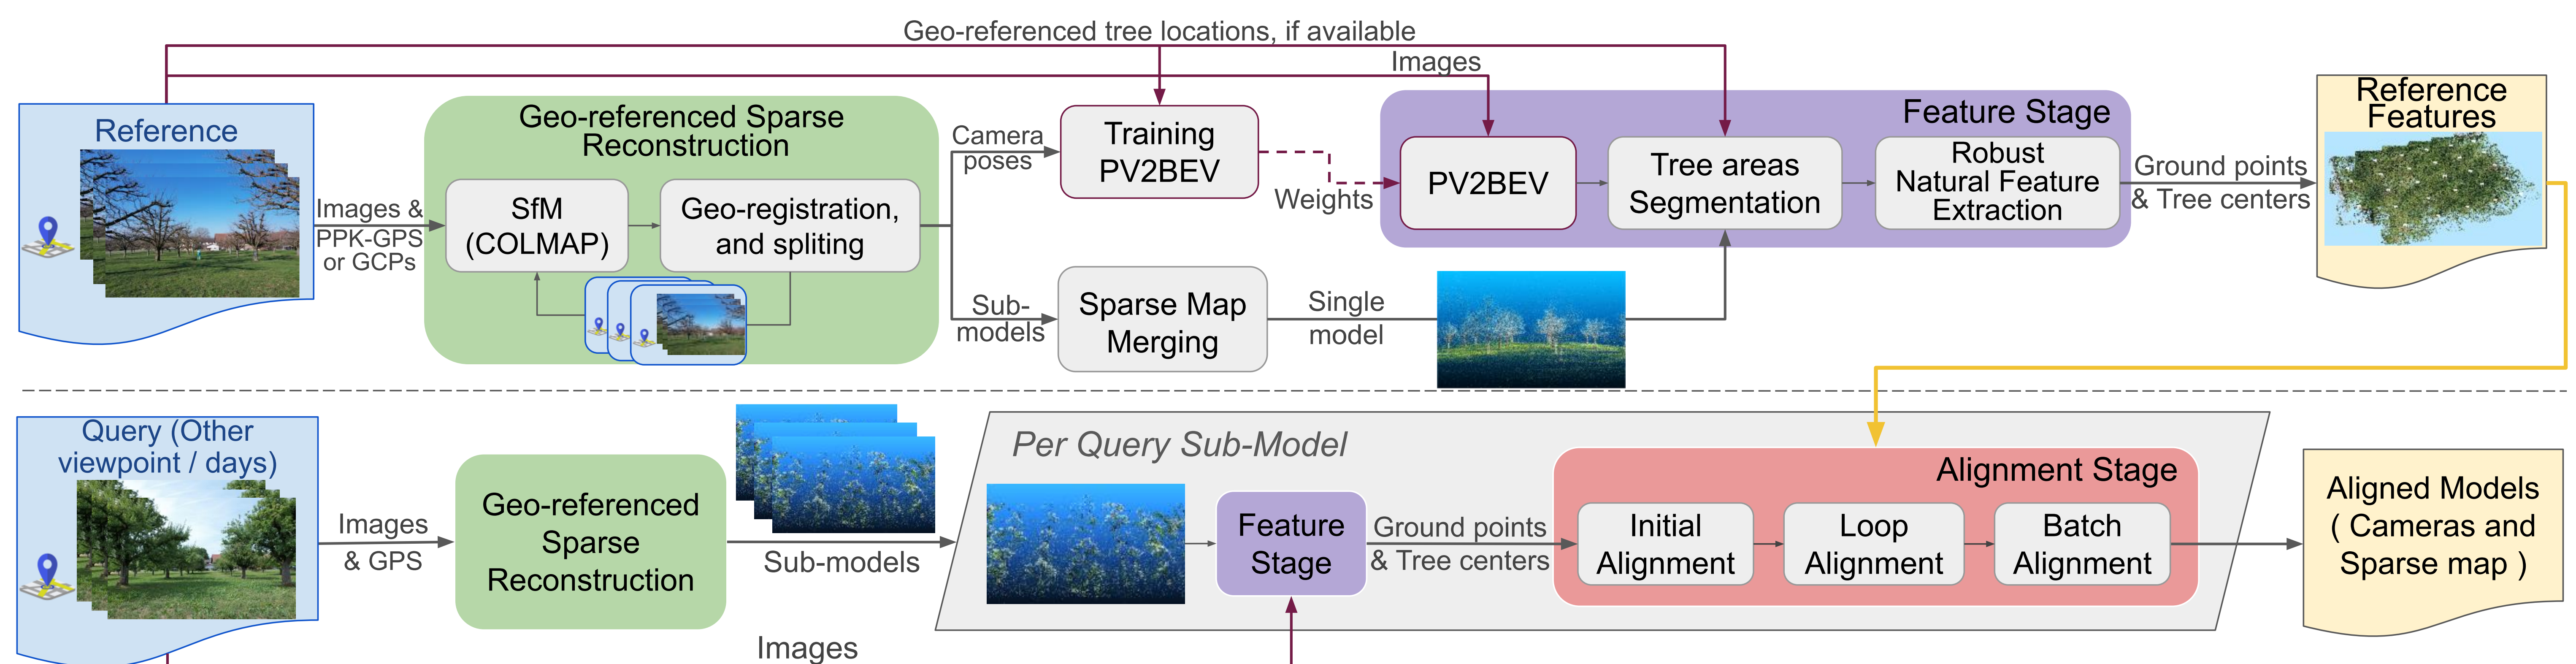 Geo-referenced tree locations, if available
Images
Reference
Images &
PPK-GPS
or GCPs
Geo-referenced Sparse
Reconstruction
SfM
(COLMAP)
Geo-registration,
and spliting
Camera
poses
Training
PV2BEV
Weights
Sub-
models
Sparse Map
Merging
Single
model
Feature Stage
PV2BEV
Tree areas
Segmentation
Robust
Natural Feature
Extraction
Ground points
& Tree centers
Reference
Features
Query (Other
viewpoint / days)
Images
& GPS
Geo-referenced
Sparse
Reconstruction
Sub-models
Per Query Sub-Model
Feature
Stage
Ground points
& Tree centers
Alignment Stage
Initial
Alignment
Loop
Alignment
Batch
Alignment
Aligned Models
( Cameras and
Sparse map )
Images